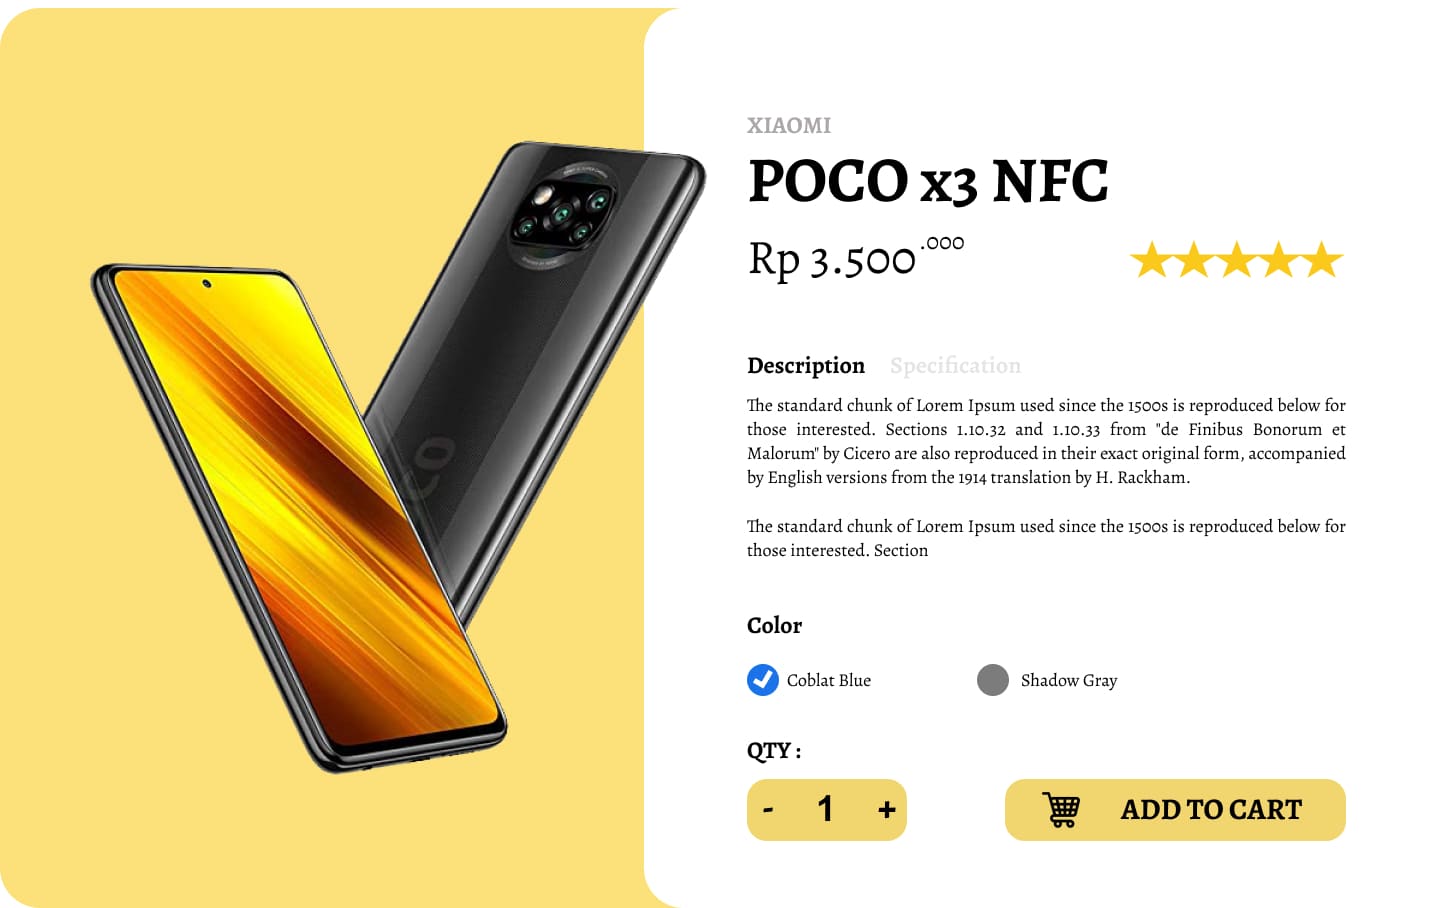 XIAOMI
POCO x3 NFC
Rp 3.500.000
Description Specification
The standard chunk of Lorem Ipsum used since the 1500s is reproduced below for
those interested. Sections 1.10.32 and 1.10.33 from "de Finibus Bonorum et
Malorum" by Cicero are also reproduced in their exact original form, accompanied
by English versions from the 1914 translation by H. Rackham.
The standard chunk of Lorem Ipsum used since the 1500s is reproduced below for
those interested. Section
Color
Coblat Blue Shadow Gray
QTY :
- 1 + ADD TO CART